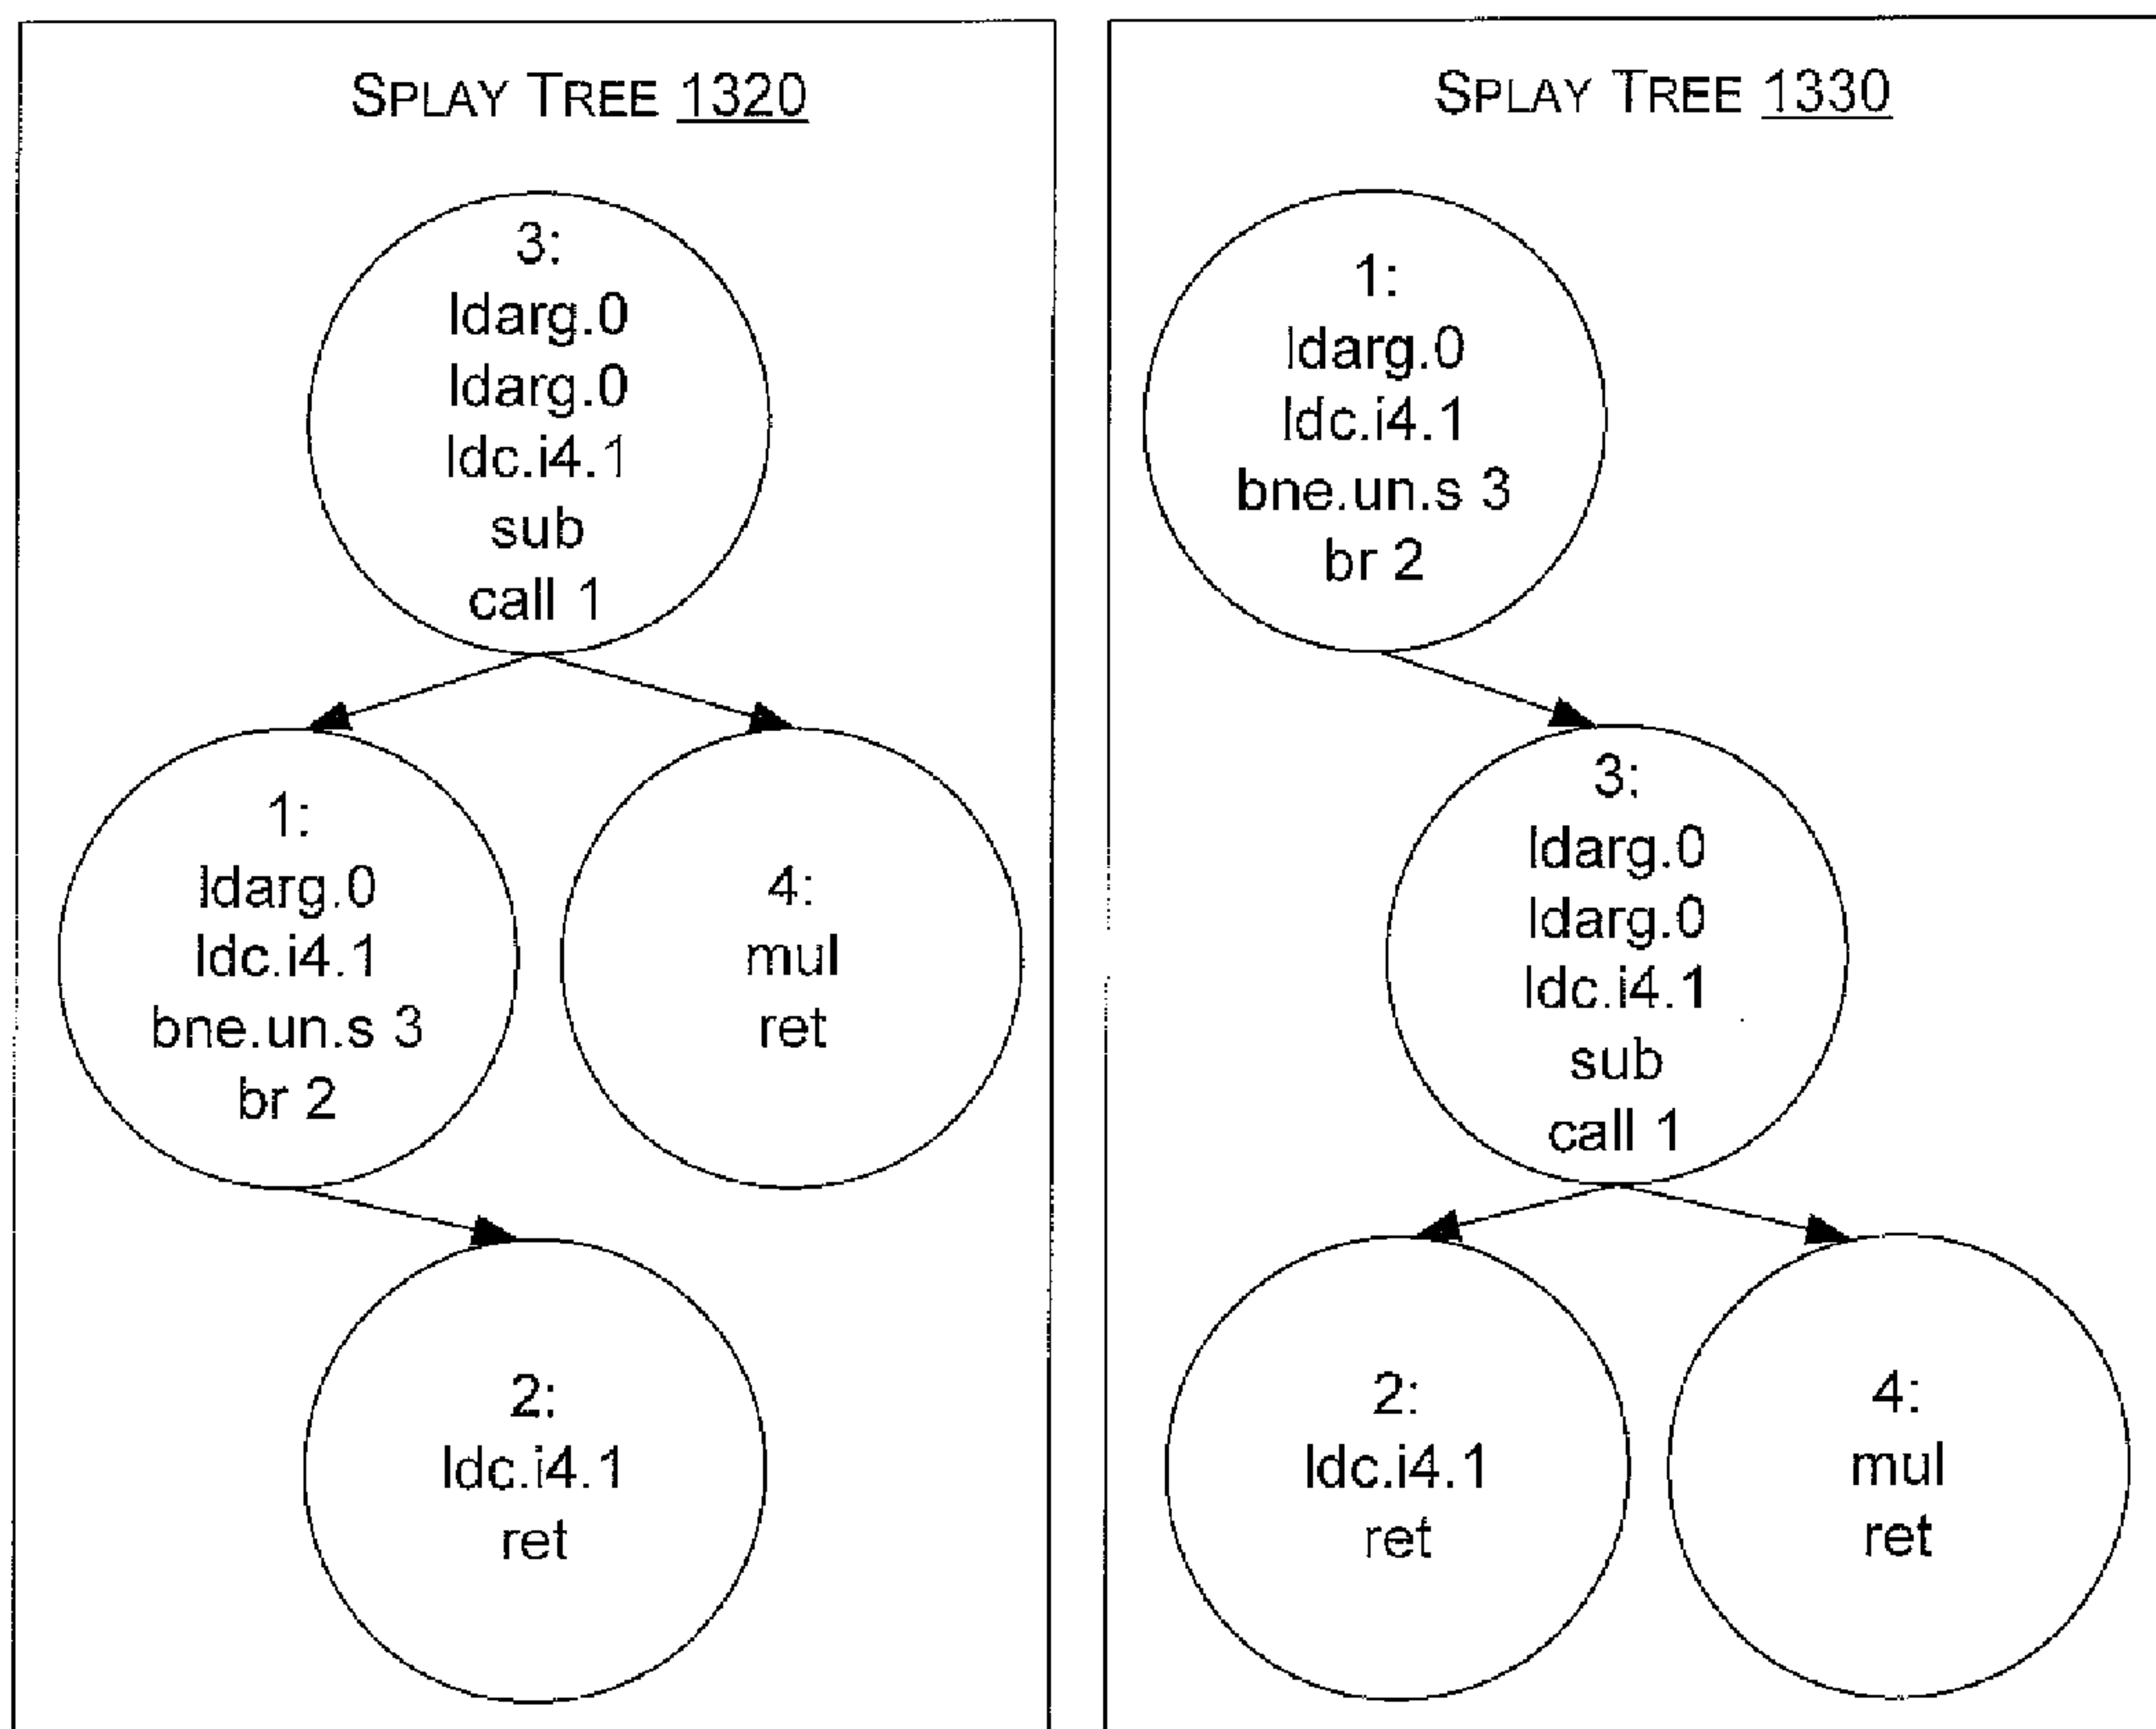 SPLAY TREE 1320
3:
ldarg.0
ldarg.0
ldc.i4.1
sub
call 1
1:
ldarg.0
ldc.i4.1
bne.un.s 3
br 2
4:
mul
ret
2:
ldc.i4.1
ret
SPLAY TREE 1330
1:
ldarg.0
ldc.i4.1
bne.un.s 3
br 2
3:
ldarg.0
ldarg.0
ldc.i4.1
sub
call 1
2:
ldc.i4.1
ret
4:
mul
ret